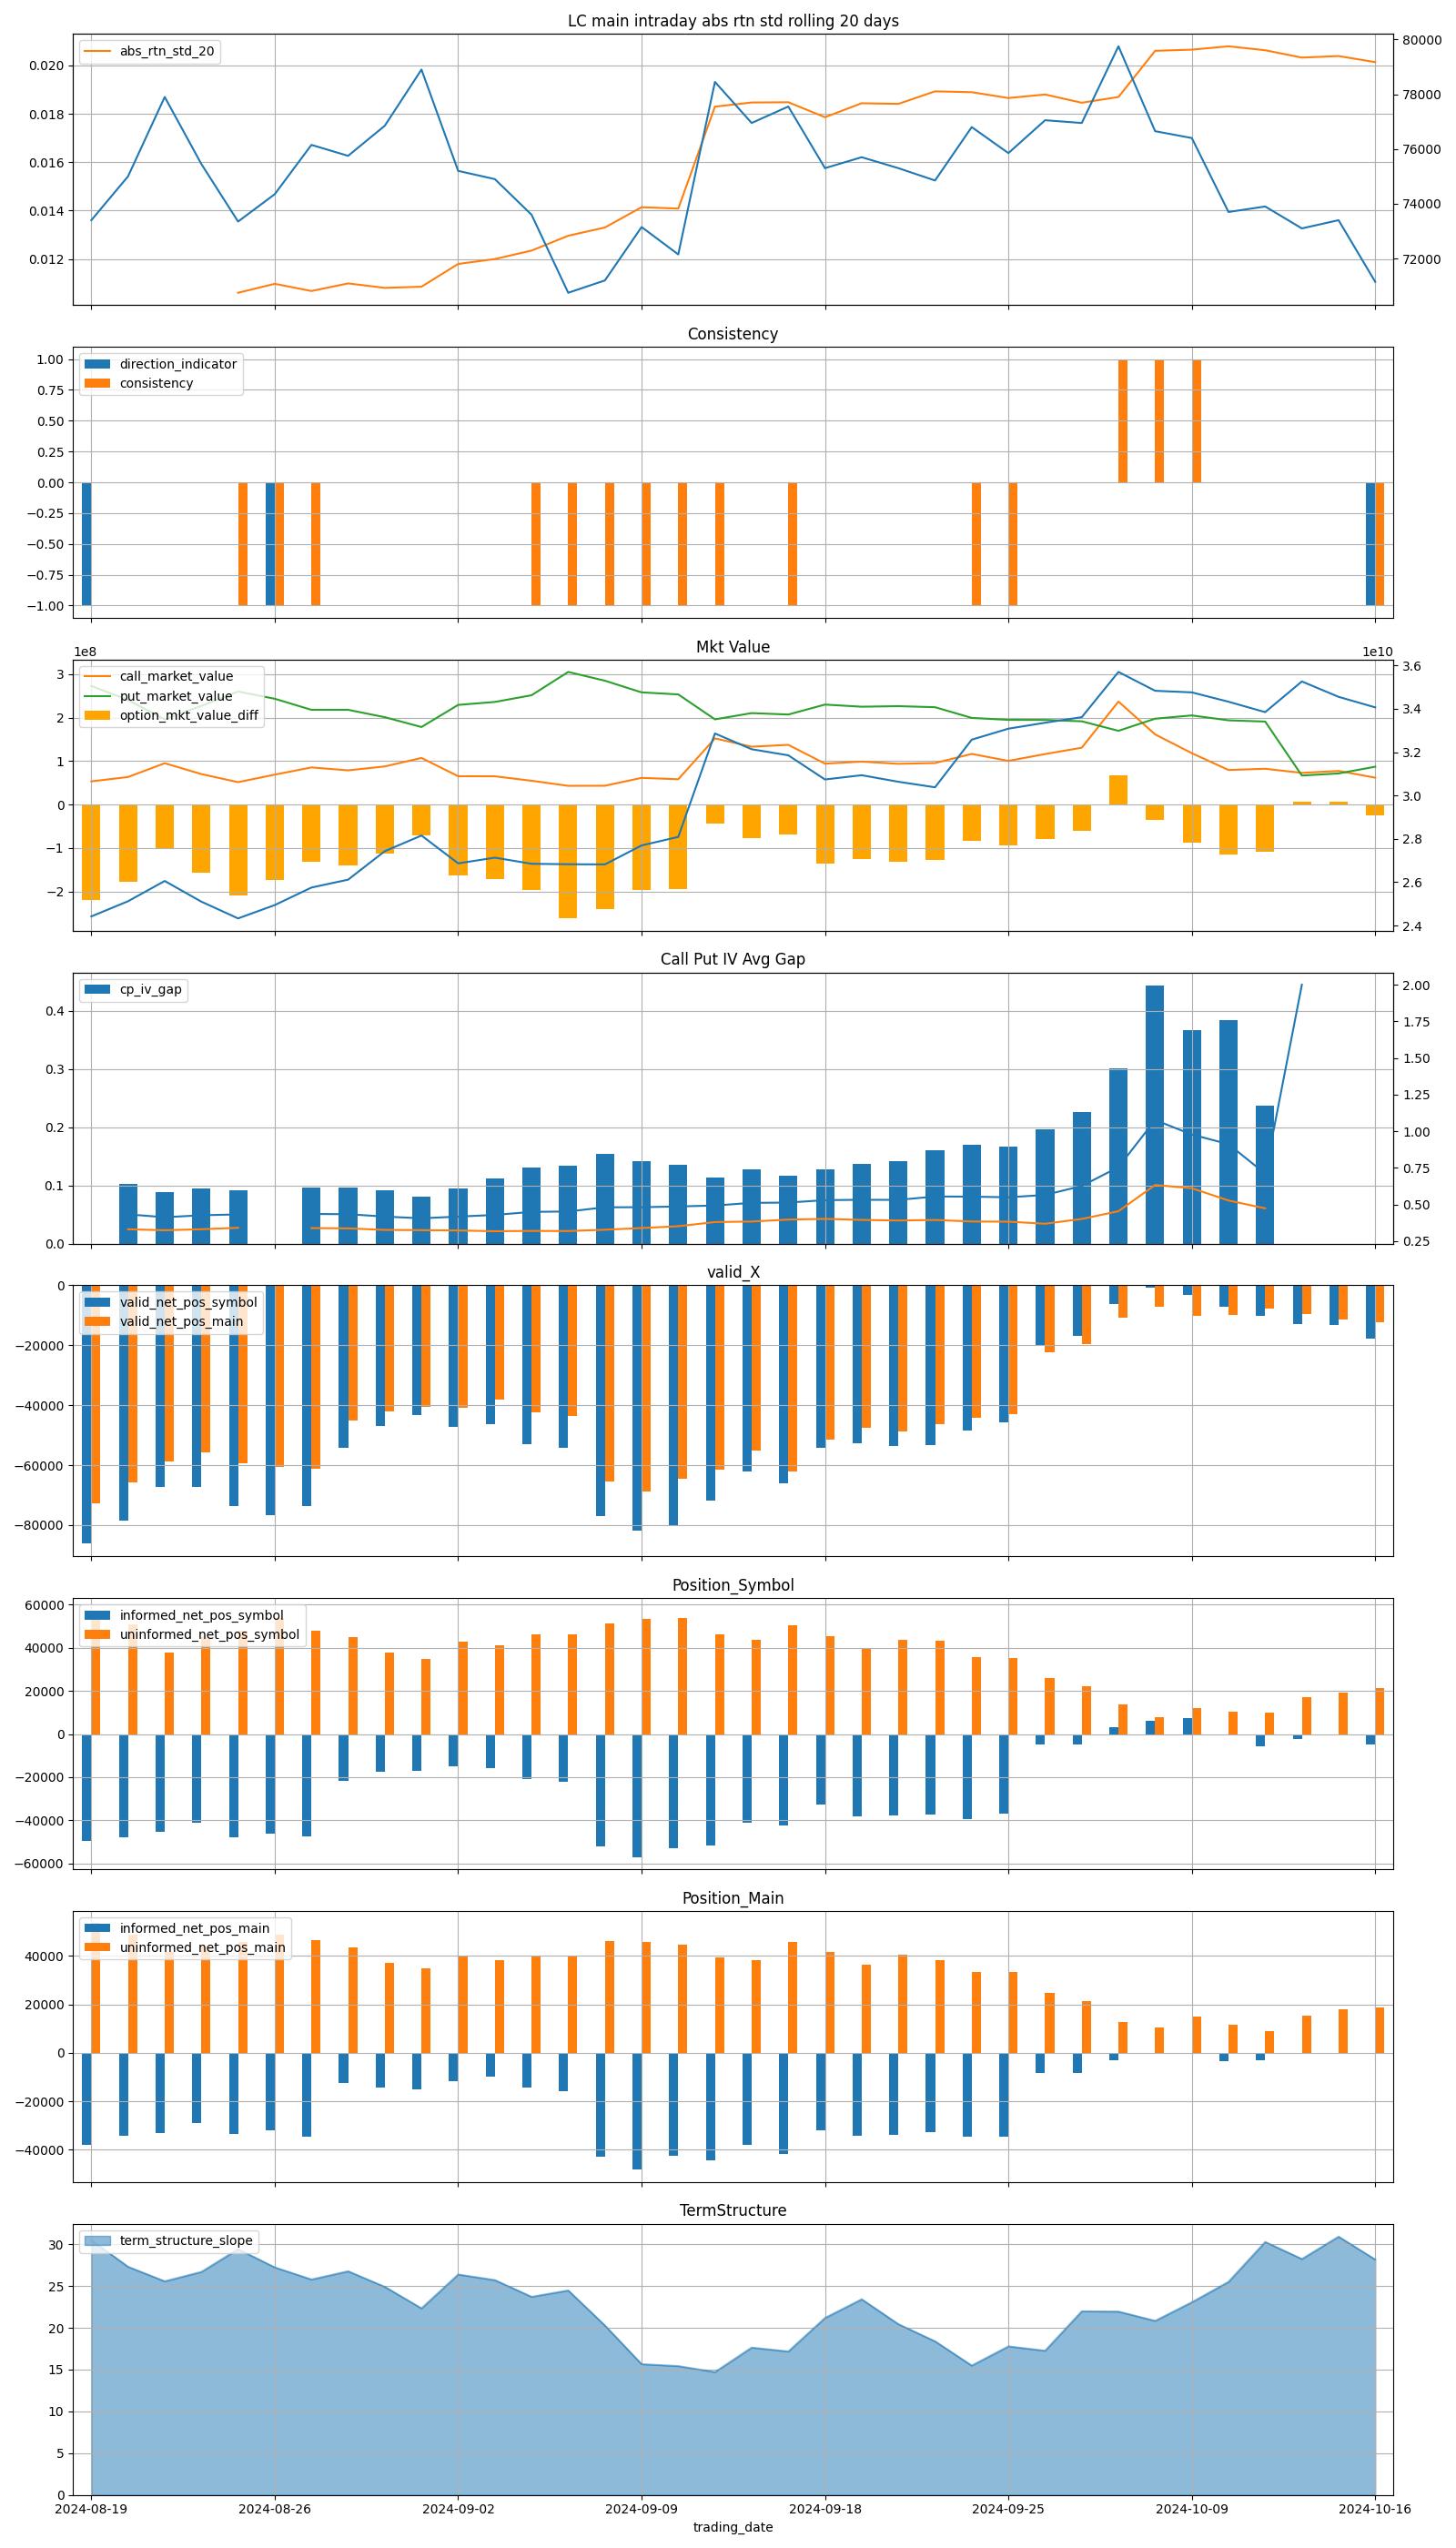 LC main intraday abs rtn std rolling 20 days
abs_rtn_std_20
0.020
0.018
0.016
0.014
0.012
80000
78000
76000
74000
72000
Consistency
direction_indicator
consistency
1.00
0.75
0.50
0.25
0.00
−0.25
−0.50
−0.75
−1.00
Mkt Value
1e8
1e10
call_market_value
put_market_value
option_mkt_value_diff
3
2
1
0
−1
−2
3.6
3.4
3.2
3.0
2.8
2.6
2.4
Call Put IV Avg Gap
cp_iv_gap
0.4
0.3
0.2
0.1
0.0
2.00
1.75
1.50
1.25
1.00
0.75
0.50
0.25
valid_X
valid_net_pos_symbol
valid_net_pos_main
0
−20000
−40000
−60000
−80000
Position_Symbol
informed_net_pos_symbol
uninformed_net_pos_symbol
60000
40000
20000
0
−20000
−40000
−60000
Position_Main
informed_net_pos_main
uninformed_net_pos_main
40000
20000
0
−20000
−40000
TermStructure
term_structure_slope
30
25
20
15
10
5
0
2024-08-19 2024-08-26 2024-09-02 2024-09-09 2024-09-18 2024-09-25 2024-10-09 2024-10-16
trading_date